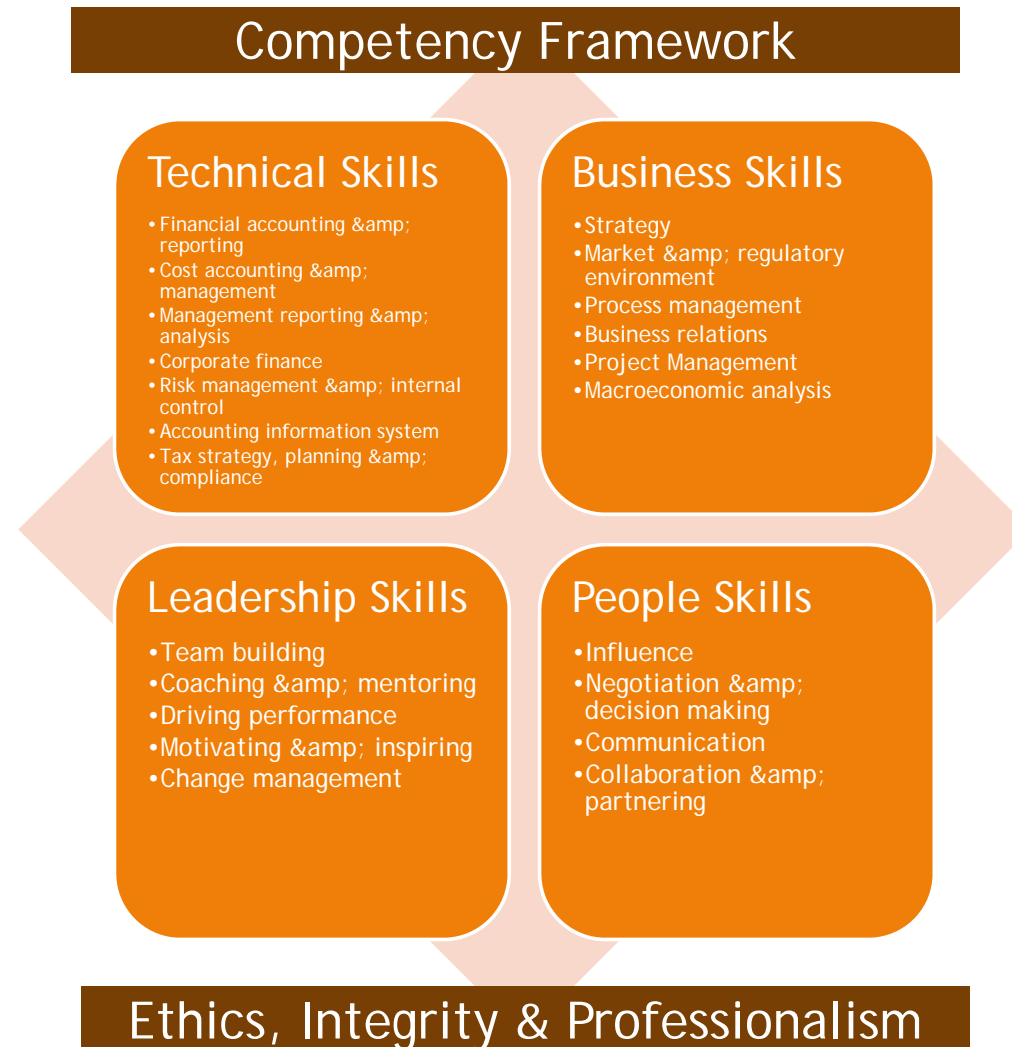 Competency Framework
Technical Skills
•Financial accounting &amp;
reporting
•Cost accounting &amp;
management
•Management reporting &amp;
analysis
•Corporate finance
•Risk management &amp; internal
control
•Accounting information system
•Tax strategy, planning &amp;
compliance
Business Skills
•Strategy
•Market &amp; regulatory
environment
•Process management
•Business relations
•Project Management
•Macroeconomic analysis
Leadership Skills
•Team building
•Coaching &amp; mentoring
•Driving performance
•Motivating &amp; inspiring
•Change management
People Skills
•Influence
•Negotiation &amp;
decision making
•Communication
•Collaboration &amp;
partnering
Ethics, Integrity & Professionalism